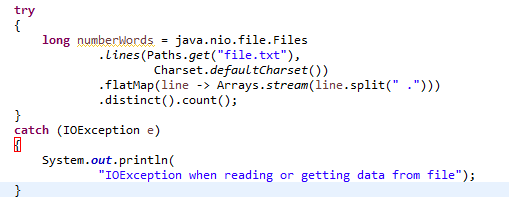 try
{
    long numberWords = java.nio.file.Files
            .lines(Paths.get("file.txt"),
                    Charset.defaultCharset())
            .flatMap(line -> Arrays.stream(line.split(" .")))
            .distinct().count();
}
catch (IOException e)
{
    System.out.println(
            "IOException when reading or getting data from file");
}